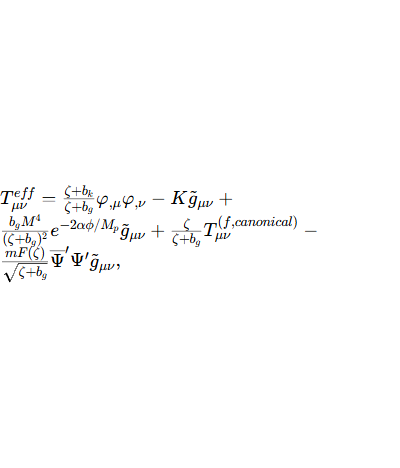 $T_{\mu\nu}^{eff} = \frac{\zeta+b_k}{\zeta+b_g}\varphi_{,\mu}\varphi_{,\nu} - K\tilde{g}_{\mu\nu} +$
$\frac{b_g M^4}{(\zeta+b_g)^2} e^{-2\alpha\phi/M_p}\tilde{g}_{\mu\nu} + \frac{\zeta}{\zeta+b_g} T_{\mu\nu}^{(f,canonical)} -$
$\frac{mF(\zeta)}{\sqrt{\zeta+b_g}} \overline{\Psi}'\Psi'\tilde{g}_{\mu\nu},$